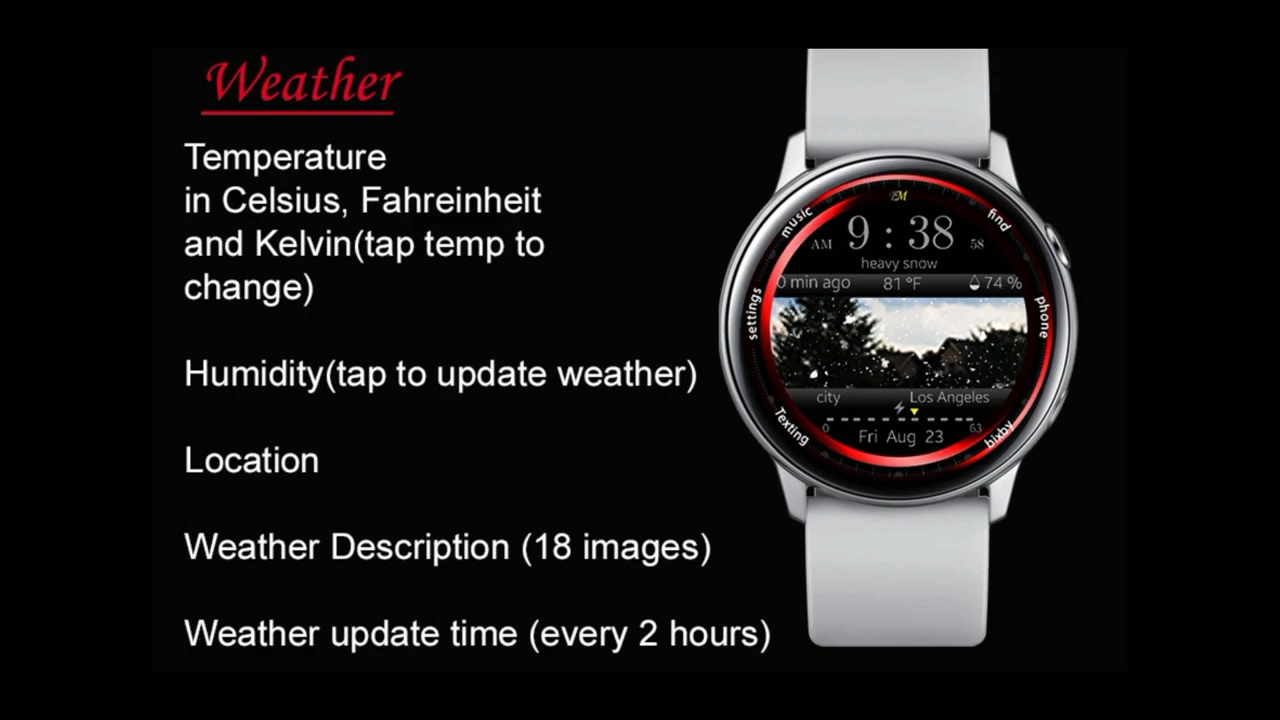 Weather
Temperature
in Celsius, Fahreinheit
and Kelvin(tap temp to
change)
Humidity(tap to update weather)
Location
Weather Description (18 images)
Weather update time (every 2 hours)
music
find
AM 9 : 38 58
heavy snow
0 min ago 81 °F 74 %
settings
phone
city Los Angeles
0 63
Fri Aug 23
Texting
bixby